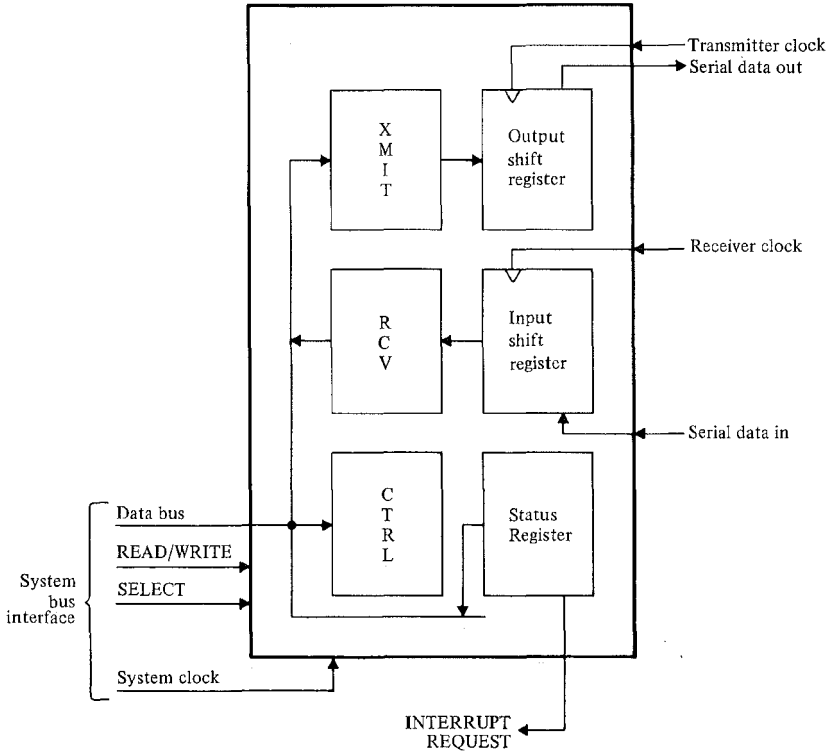 Transmitter clock
Serial data out
X
M
I
T
Output
shift
register
Receiver clock
R
C
V
Input
shift
register
Serial data in
C
T
R
L
Status
Register
System
bus
interface
Data bus
READ/WRITE
SELECT
System clock
INTERRUPT
REQUEST